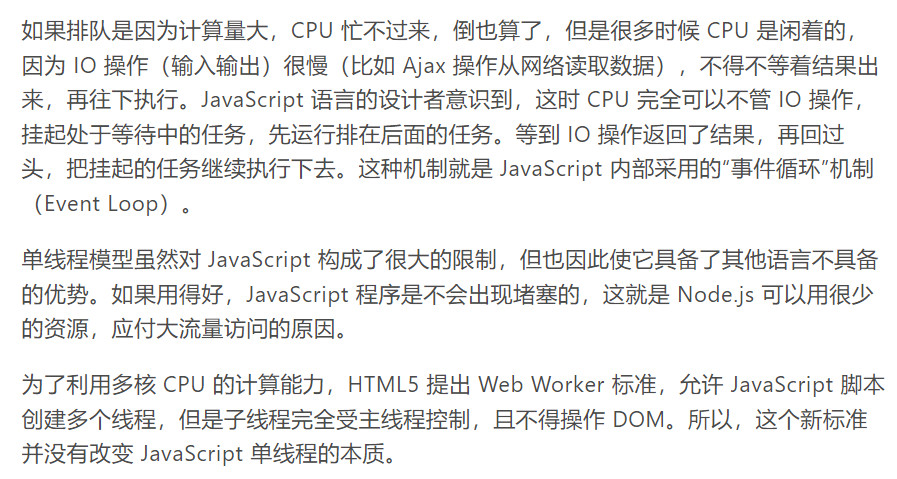 如果排队是因为计算量大，CPU 忙不过来，倒也算了，但是很多时候 CPU 是闲着的，
因为 IO 操作（输入输出）很慢（比如 Ajax 操作从网络读取数据），不得不等着结果出
来，再往下执行。JavaScript 语言的设计者意识到，这时 CPU 完全可以不管 IO 操作，
挂起处于等待中的任务，先运行排在后面的任务。等到 IO 操作返回了结果，再回过
头，把挂起的任务继续执行下去。这种机制就是 JavaScript 内部采用的“事件循环”机制
（Event Loop）。
单线程模型虽然对 JavaScript 构成了很大的限制，但也因此使它具备了其他语言不具备
的优势。如果用得好，JavaScript 程序是不会出现堵塞的，这就是 Node.js 可以用很少
的资源，应付大流量访问的原因。
为了利用多核 CPU 的计算能力，HTML5 提出 Web Worker 标准，允许 JavaScript 脚本
创建多个线程，但是子线程完全受主线程控制，且不得操作 DOM。所以，这个新标准
并没有改变 JavaScript 单线程的本质。